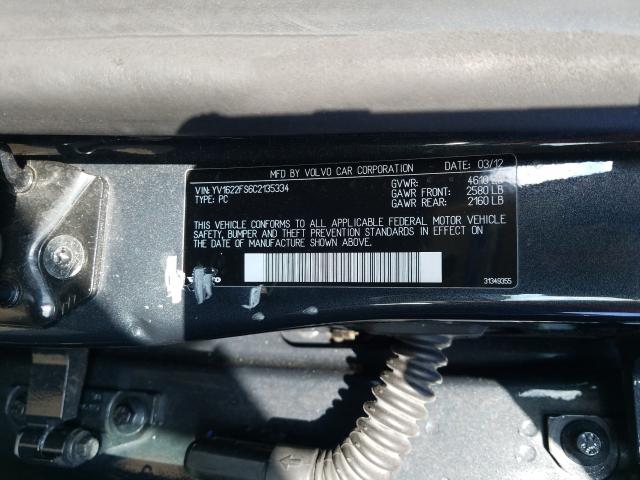 MFD BY VOLVO CAR CORPORATION DATE: 03/12
VIN: YV1622FS6C2135334 GVWR:
TYPE: PC GAWR FRONT: 2580 LB
GAWR REAR: 2160 LB
THIS VEHICLE CONFORMS TO ALL APPLICABLE FEDERAL MOTOR VEHICLE
SAFETY, BUMPER AND THEFT PREVENTION STANDARDS IN EFFECT ON
THE DATE OF MANUFACTURE SHOWN ABOVE.
31349355